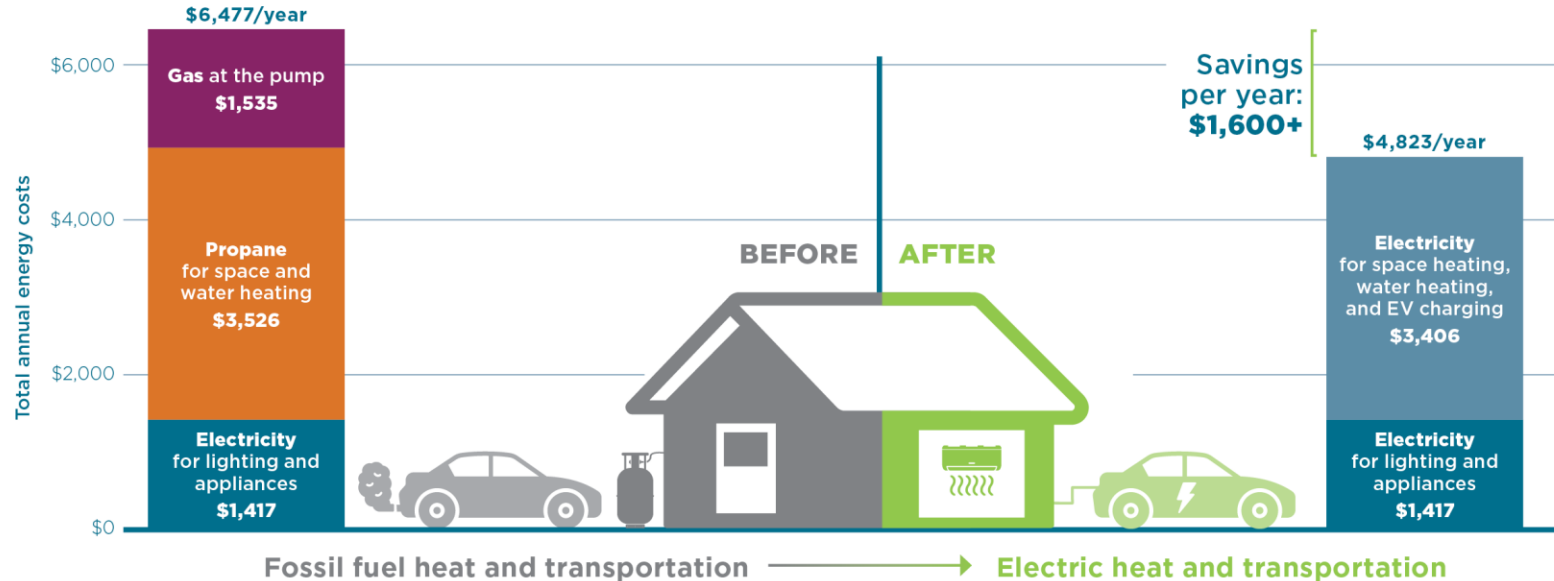 $6,477/year
Gas at the pump
$1,535
Propane
for space and
water heating
$3,526
Electricity
for lighting and
appliances
$1,417
Total annual energy costs
$6,000
$4,000
$2,000
$0
BEFORE
AFTER
Savings
per year:
$1,600+
$4,823/year
Electricity
for space heating,
water heating,
and EV charging
$3,406
Electricity
for lighting and
appliances
$1,417
Fossil fuel heat and transportation
Electric heat and transportation